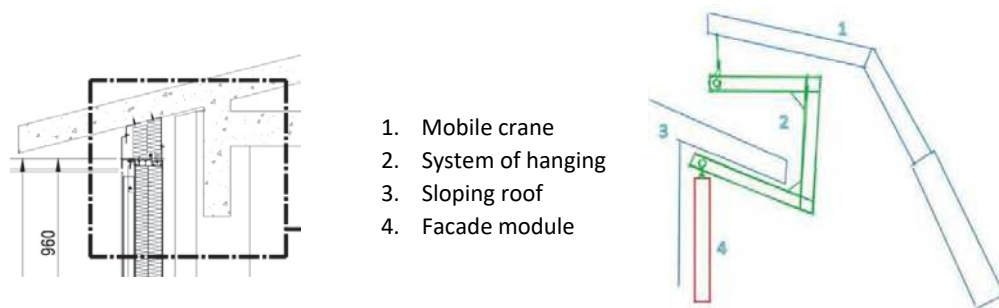 960
1. Mobile crane
2. System of hanging
3. Sloping roof
4. Facade module
1
2
3
4